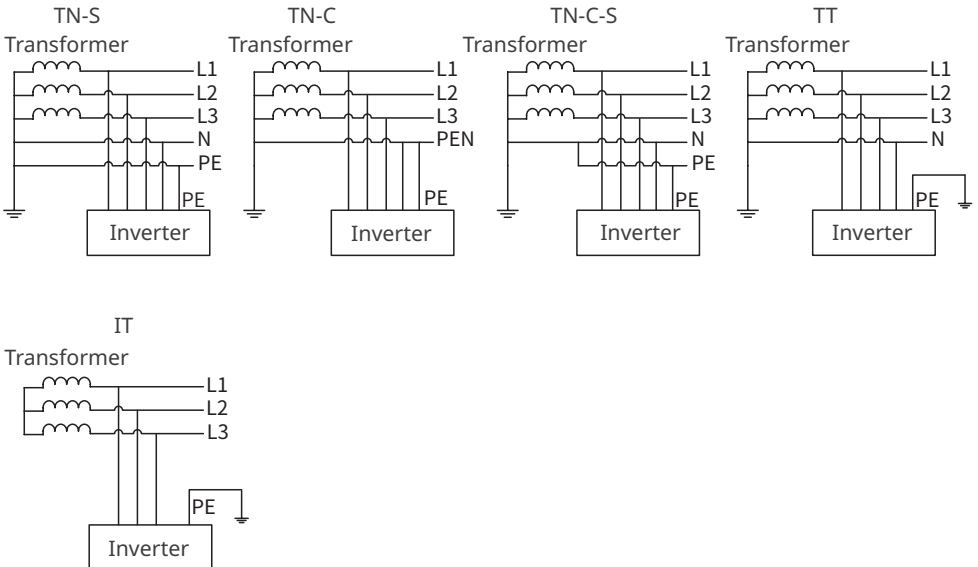 TN-S
Transformer
L1
L2
L3
N
PE
PE
Inverter
TN-C
Transformer
L1
L2
L3
PEN
PE
Inverter
TN-C-S
Transformer
L1
L2
L3
N
PE
PE
Inverter
TT
Transformer
L1
L2
L3
N
PE
Inverter
IT
Transformer
L1
L2
L3
PE
Inverter